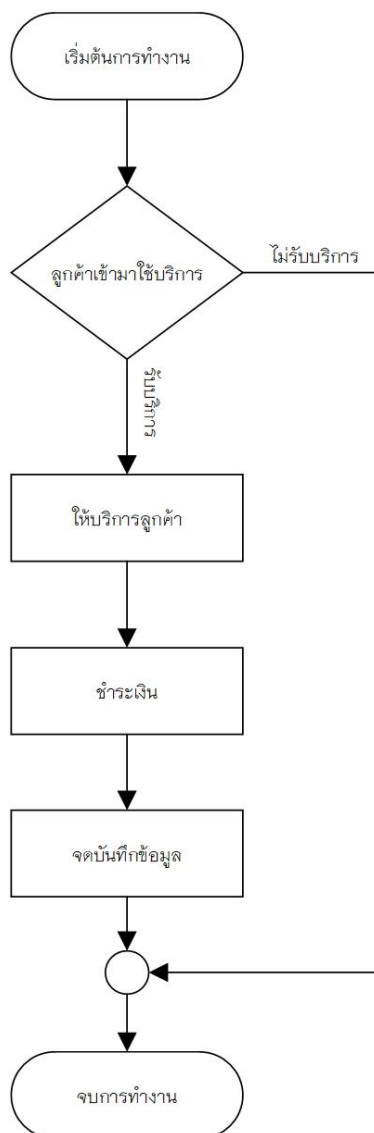 เริ่มต้นการทำงาน
ลูกค้าเข้ามาใช้บริการ
ไม่รับบริการ
รับบริการ
ให้บริการลูกค้า
ชำระเงิน
จดบันทึกข้อมูล
จบการทำงาน